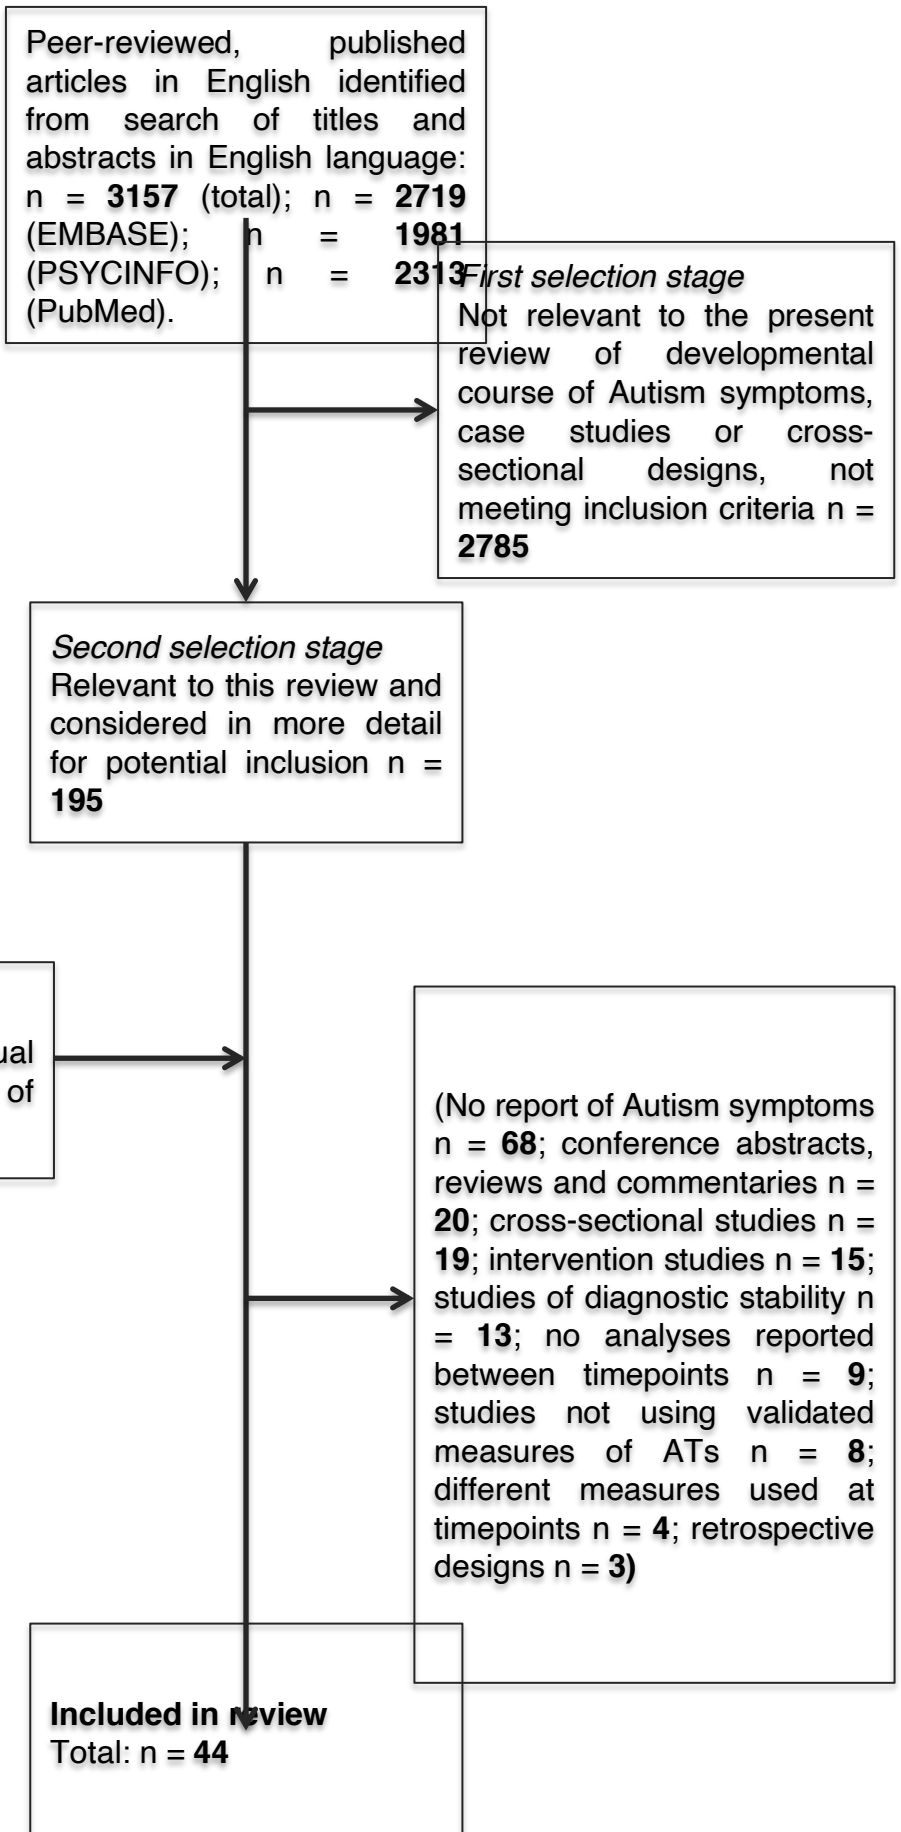 Peer-reviewed, published
articles in English identified
from search of titles and
abstracts in English language:
n = 3157 (total); n = 2719
(EMBASE); n = 1981
(PSYCINFO); n = 2313
(PubMed).
First selection stage
Not relevant to the present
review of developmental
course of Autism symptoms,
case studies or cross-
sectional designs, not
meeting inclusion criteria n =
2785
Second selection stage
Relevant to this review and
considered in more detail
for potential inclusion n =
195
of
(No report of Autism symptoms
n = 68; conference abstracts,
reviews and commentaries n =
20; cross-sectional studies n =
19; intervention studies n = 15;
studies of diagnostic stability n
= 13; no analyses reported
between timepoints n = 9;
studies not using validated
measures of ATs n = 8;
different measures used at
timepoints n = 4; retrospective
designs n = 3)
Included in review
Total: n = 44